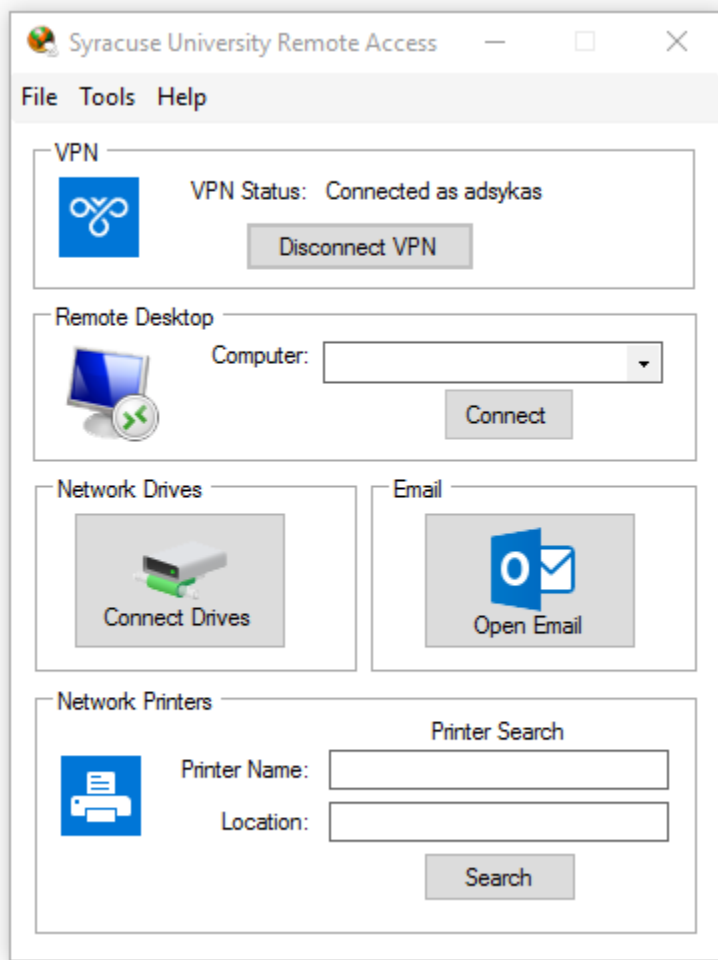 Syracuse University Remote Access
File Tools Help
VPN
VPN Status: Connected as adsykas
Disconnect VPN
Remote Desktop
Computer:
Connect
Network Drives
Connect Drives
Email
Open Email
Network Printers
Printer Search
Printer Name:
Location:
Search